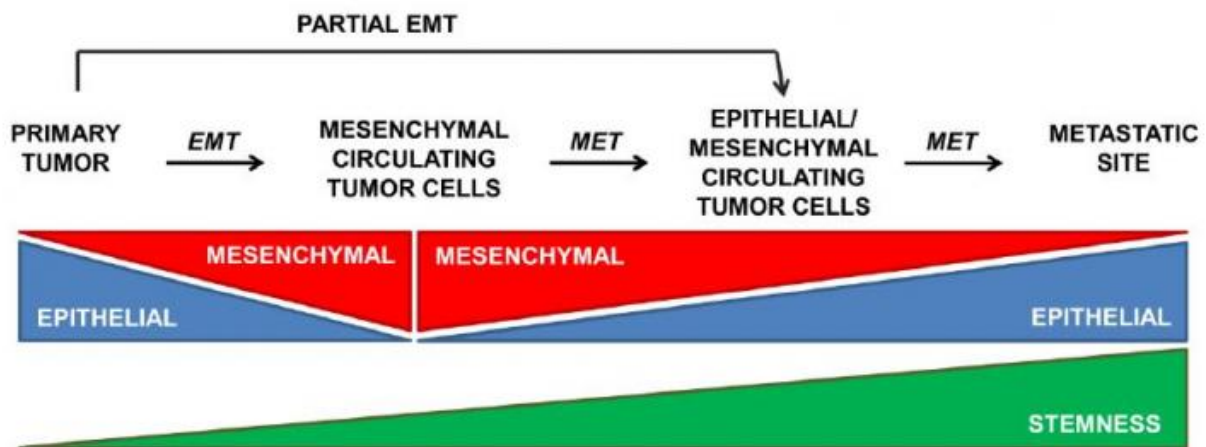 PARTIAL EMT
PRIMARY
TUMOR
EMT
MESENCHYMAL
CIRCULATING
TUMOR CELLS
MET
EPITHELIAL/
MESENCHYMAL
CIRCULATING
TUMOR CELLS
MET
METASTATIC
SITE
MESENCHYMAL
MESENCHYMAL
EPITHELIAL
EPITHELIAL
STEMNESS